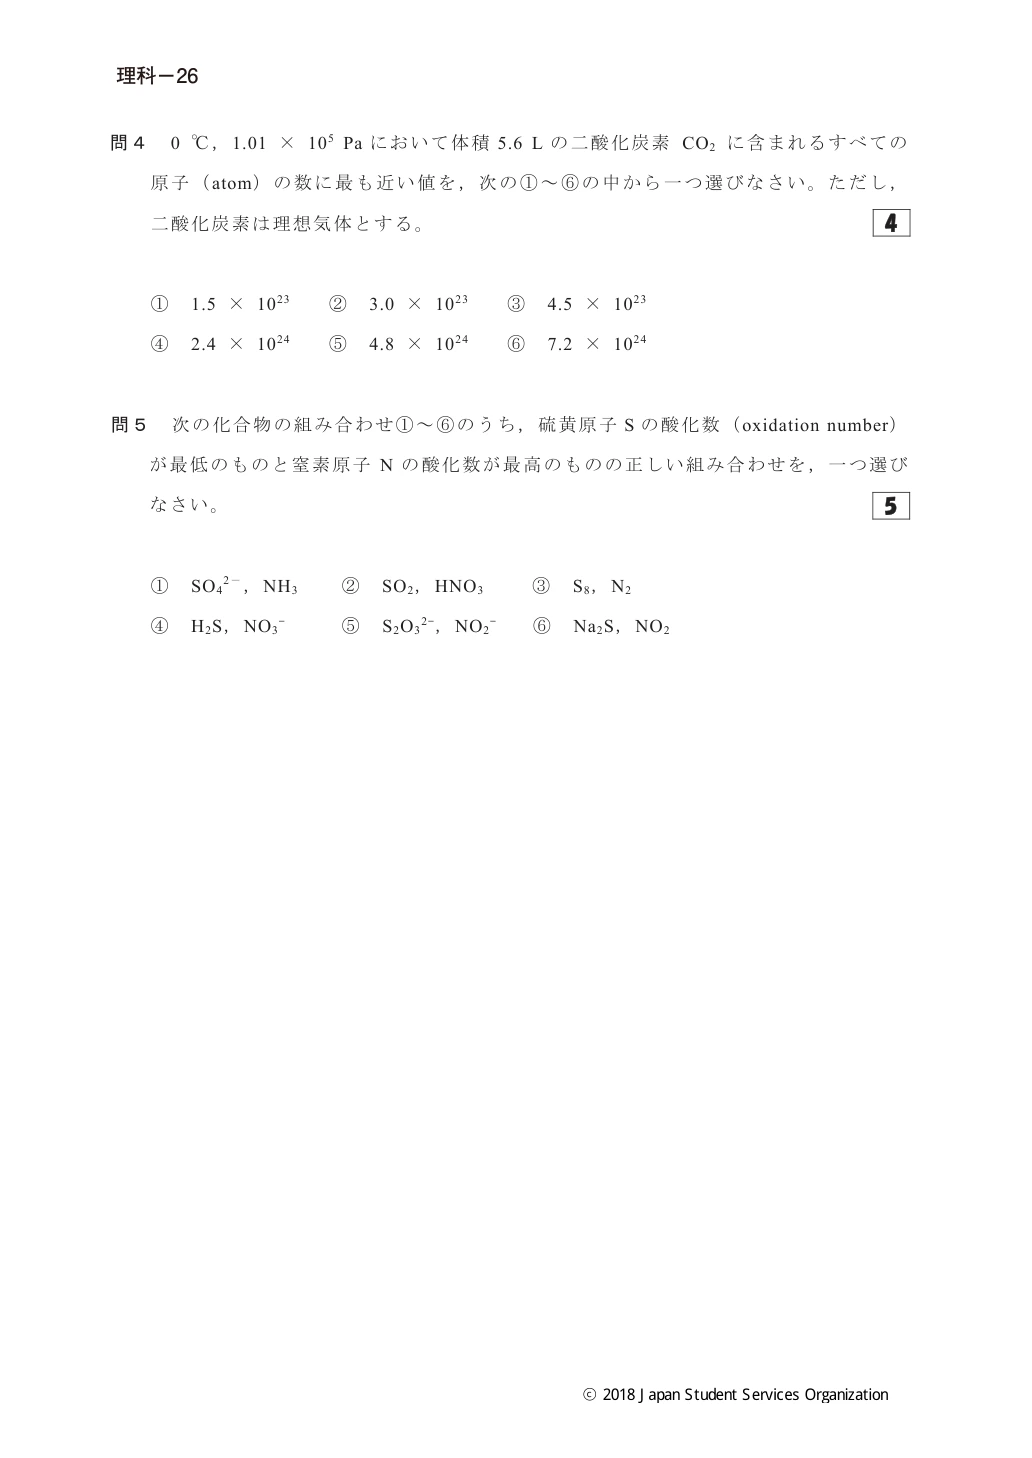 理科－26
問4 0 ℃，1.01 × 10⁵ Pa において体積 5.6 L の二酸化炭素 CO₂ に含まれるすべての
原子（atom）の数に最も近い値を，次の①～⑥の中から一つ選びなさい。ただし，
二酸化炭素は理想気体とする。 4
① 1.5 × 10²³ ② 3.0 × 10²³ ③ 4.5 × 10²³
④ 2.4 × 10²⁴ ⑤ 4.8 × 10²⁴ ⑥ 7.2 × 10²⁴
問5 次の化合物の組み合わせ①～⑥のうち，硫黄原子 S の酸化数（oxidation number）
が最低のものと窒素原子 N の酸化数が最高のものの正しい組み合わせを，一つ選び
なさい。 5
① SO₄²⁻，NH₃ ② SO₂，HNO₃ ③ S₈，N₂
④ H₂S，NO₃⁻ ⑤ S₂O₃²⁻，NO₂⁻ ⑥ Na₂S，NO₂
© 2018 Japan Student Services Organization